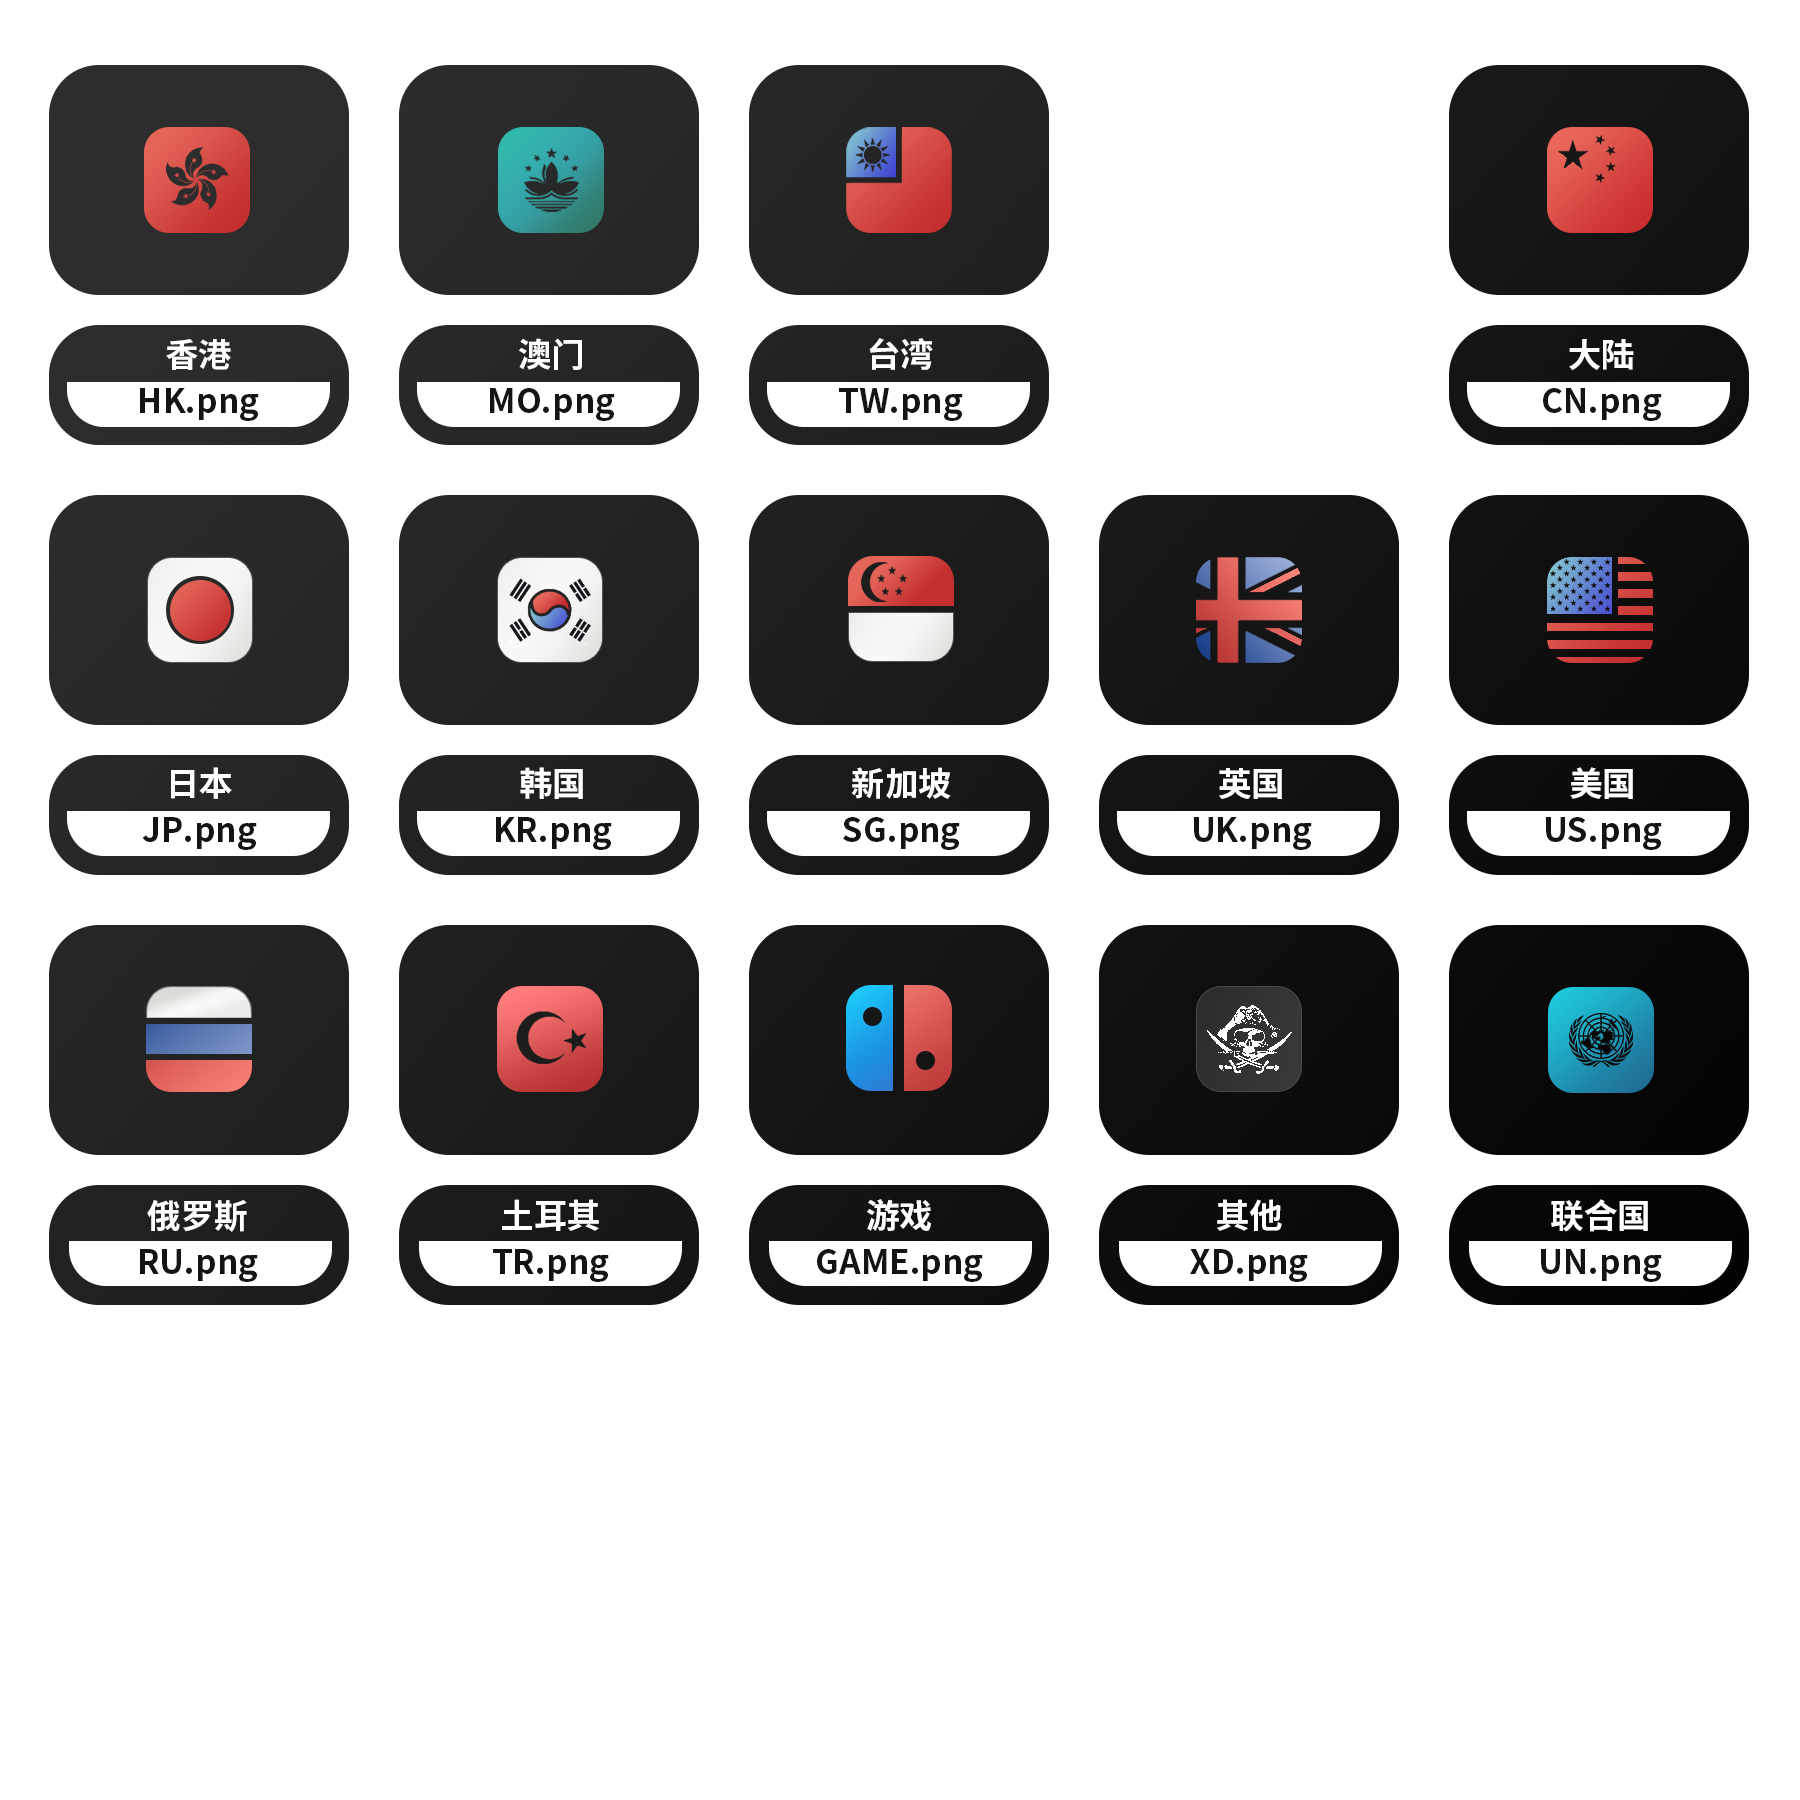 香港
HK.png
澳门
MO.png
台湾
TW.png
大陆
CN.png
日本
JP.png
韩国
KR.png
新加坡
SG.png
英国
UK.png
美国
US.png
俄罗斯
RU.png
土耳其
TR.png
游戏
GAME.png
其他
XD.png
联合国
UN.png